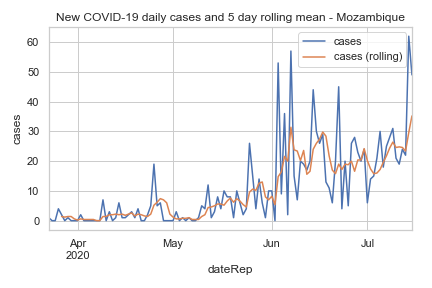 New COVID-19 daily cases and 5 day rolling mean - Mozambique
cases
cases (rolling)
60
50
40
30
20
10
0
cases
Apr
2020
May
Jun
Jul
dateRep